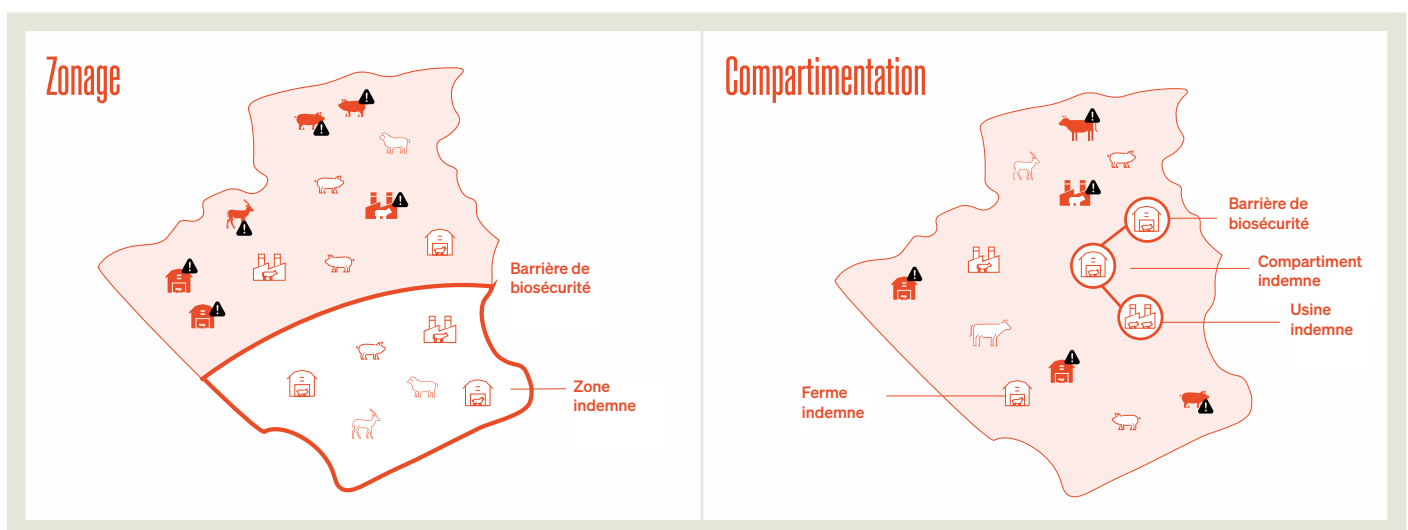 Zonage
Barrière de
biosécurité
Zone
indemne
Compartimentation
Barrière de
biosécurité
Compartiment
indemne
Usine
indemne
Ferme
indemne